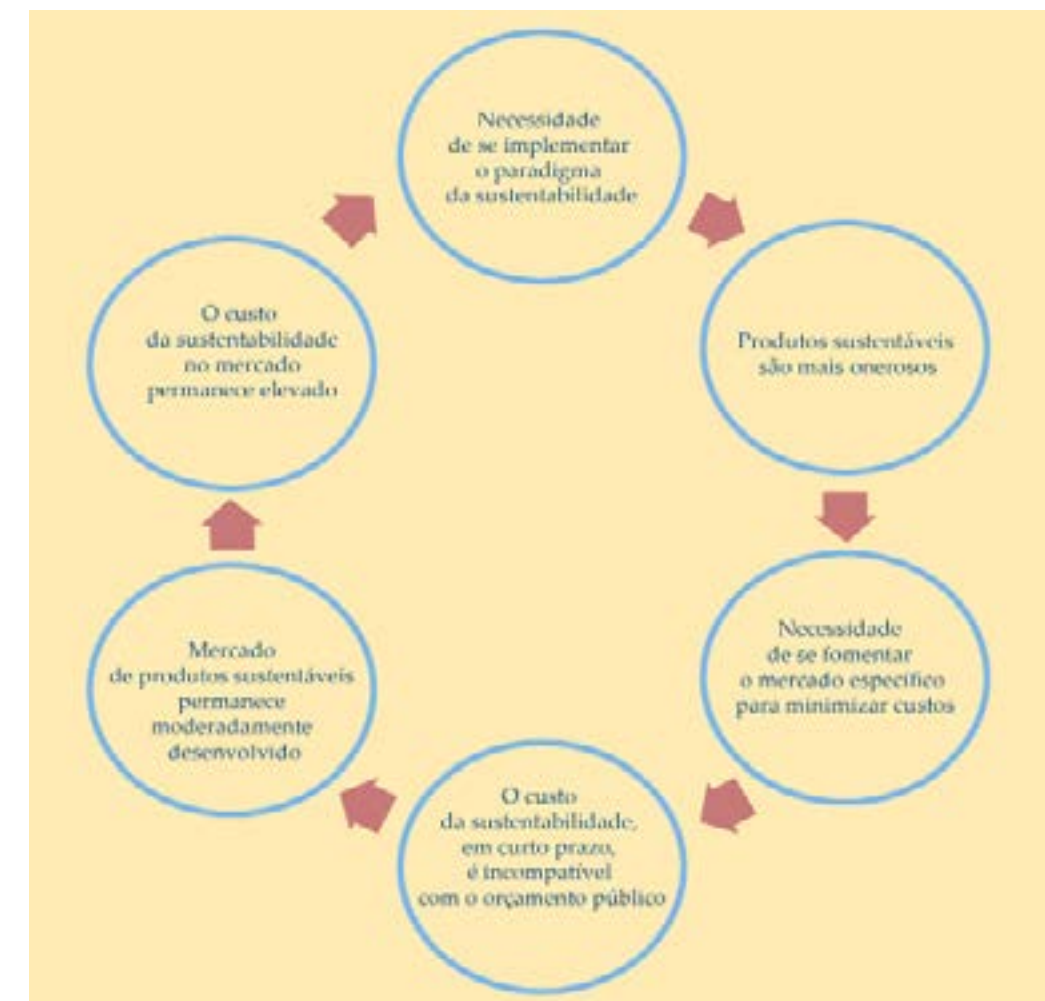 Necessidade
de se implementar
o paradigma
da sustentabilidade
Produtos sustentáveis
são mais onerosos
Necessidade
de se fomentar
o mercado específico
para minimizar custos
O custo
da sustentabilidade,
em curto prazo,
é incompatível
com o orçamento público
Mercado
de produtos sustentáveis
permanece
moderadamente
desenvolvido
O custo
da sustentabilidade
no mercado
permanece elevado